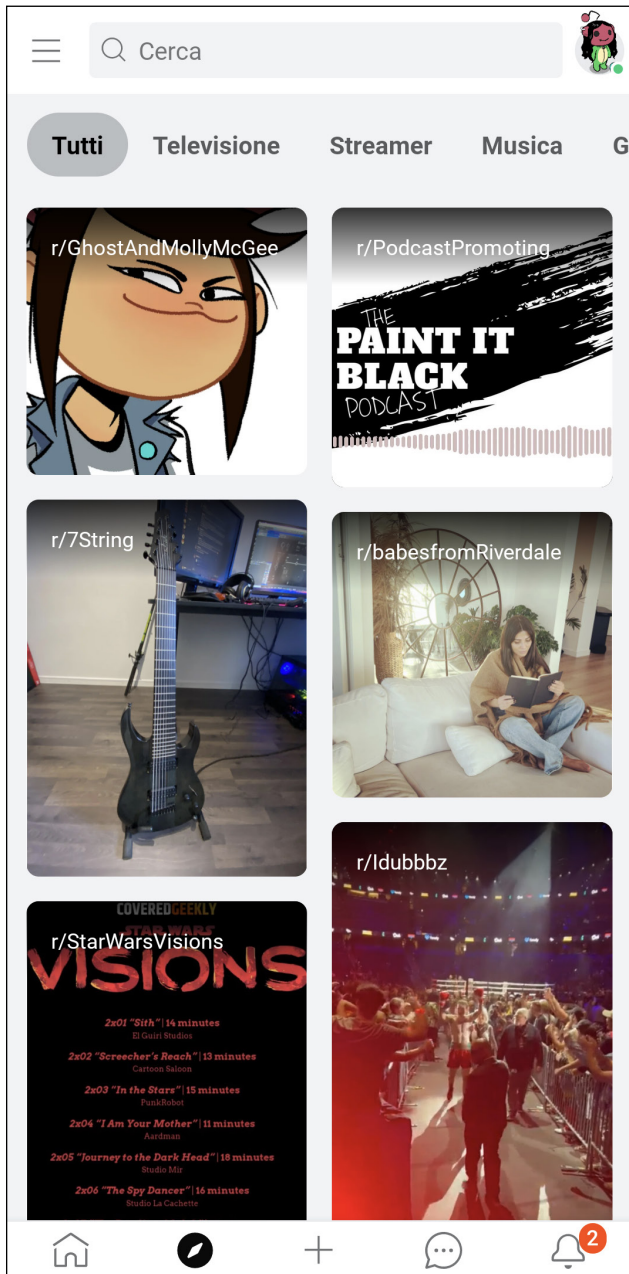 Cerca
Tutti
Televisione
Streamer
Musica
G
r/GhostAndMollyMcGee
r/PodcastPromoting
THE
PAINT IT
BLACK
PODCAST
r/7String
r/babesfromRiverdale
r/Idubbbz
COVEREDGEEKLY
STAR WARS
r/StarWarsVisions
VISIONS
2x01 "Sith" | 14 minutes
El Guiri Studios
2x02 "Screecher's Reach" | 13 minutes
Cartoon Saloon
2x03 "In the Stars" | 15 minutes
PunkRobot
2x04 "I Am Your Mother" | 11 minutes
Aardman
2x05 "Journey to the Dark Head" | 18 minutes
Studio Mir
2x06 "The Spy Dancer" | 16 minutes
Studio La Cachette
2